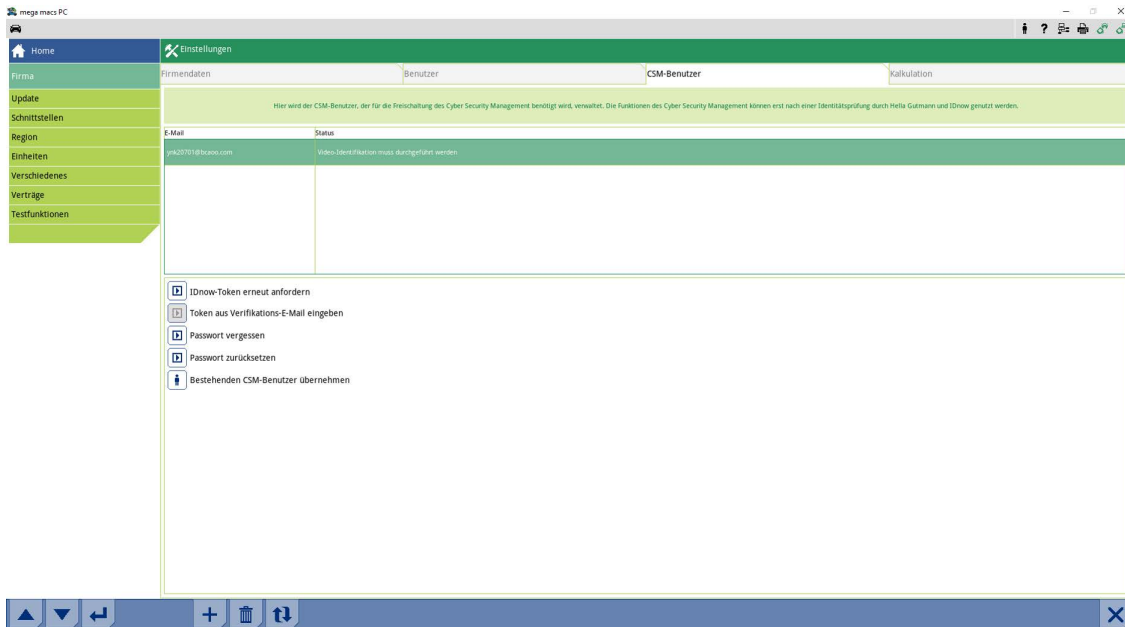 mega macs PC
Home
Einstellungen
Firma
Firmendaten
Benutzer
CSM-Benutzer
Kalkulation
Update
Schnittstellen
Region
Einheiten
Verschiedenes
Verträge
Testfunktionen
Hier wird der CSM-Benutzer, der für die Freischaltung des Cyber Security Management benötigt wird, verwaltet. Die Funktionen des Cyber Security Management können erst nach einer Identitätsprüfung durch Hella Gutmann und IDnow genutzt werden.
E-Mail Status
ynk20701@bcaoo.com Video-Identifikation muss durchgeführt werden
IDnow-Token erneut anfordern
Token aus Verifikations-E-Mail eingeben
Passwort vergessen
Passwort zurücksetzen
Bestehenden CSM-Benutzer übernehmen